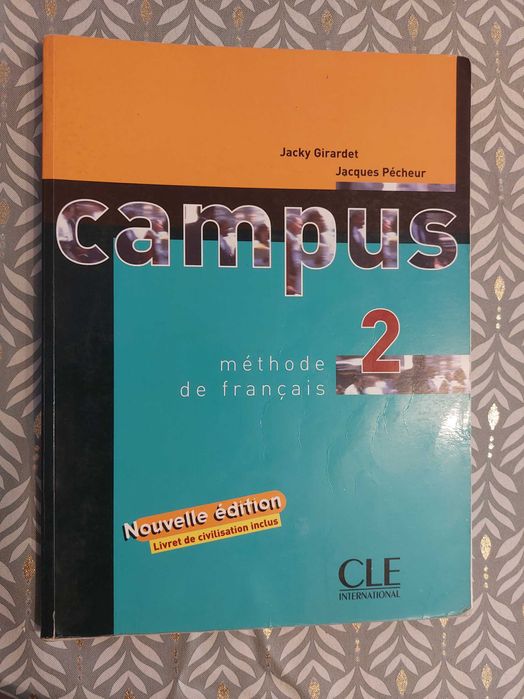 Jacky Girardet
Jacques Pécheur
campus
2
méthode
de français
Nouvelle édition
Livret de civilisation inclus
CLE
INTERNATIONAL